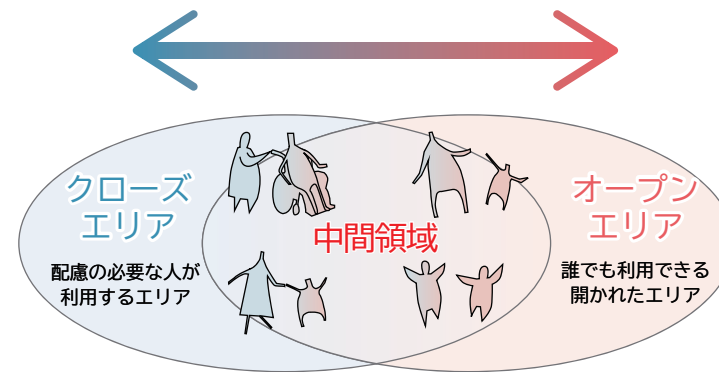 クローズ
エリア
配慮の必要な人が
利用するエリア
中間領域
オープン
エリア
誰でも利用できる
開かれたエリア